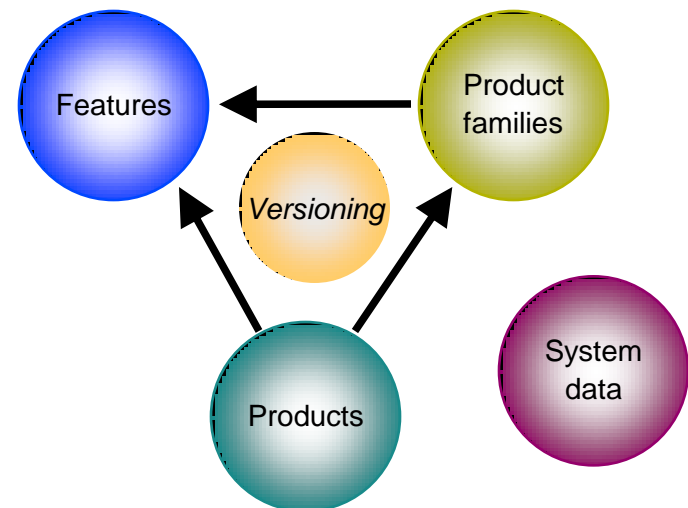 Features
Product
families
Versioning
System
data
Products